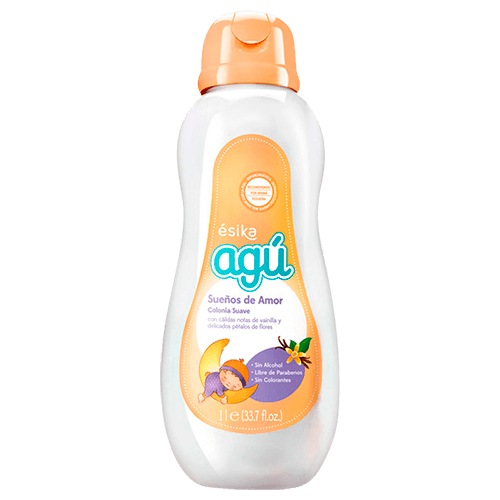 ésika
agú
Sueños de Amor
Colonia Suave
con cálidas notas de vainilla y
delicados pétalos de flores
• Sin Alcohol
• Libre de Parabenos
• Sin Colorantes
1 l ℮ (33.7 fl.oz.)